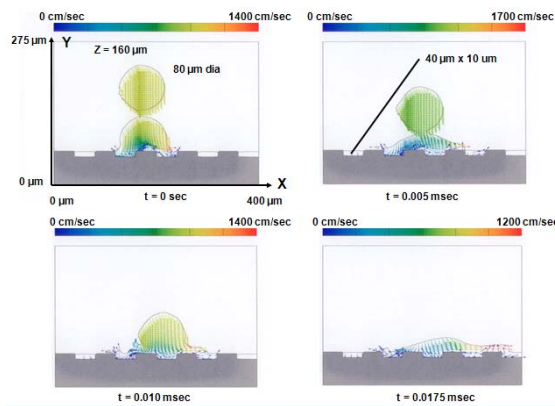 0 cm/sec 1400 cm/sec
275 µm
Y
Z = 160 µm
80 µm dia
0 µm
X
0 µm
400 µm
t = 0 sec
0 cm/sec 1700 cm/sec
40 µm x 10 um
t = 0.005 msec
0 cm/sec 1400 cm/sec
t = 0.010 msec
0 cm/sec 1200 cm/sec
t = 0.0175 msec